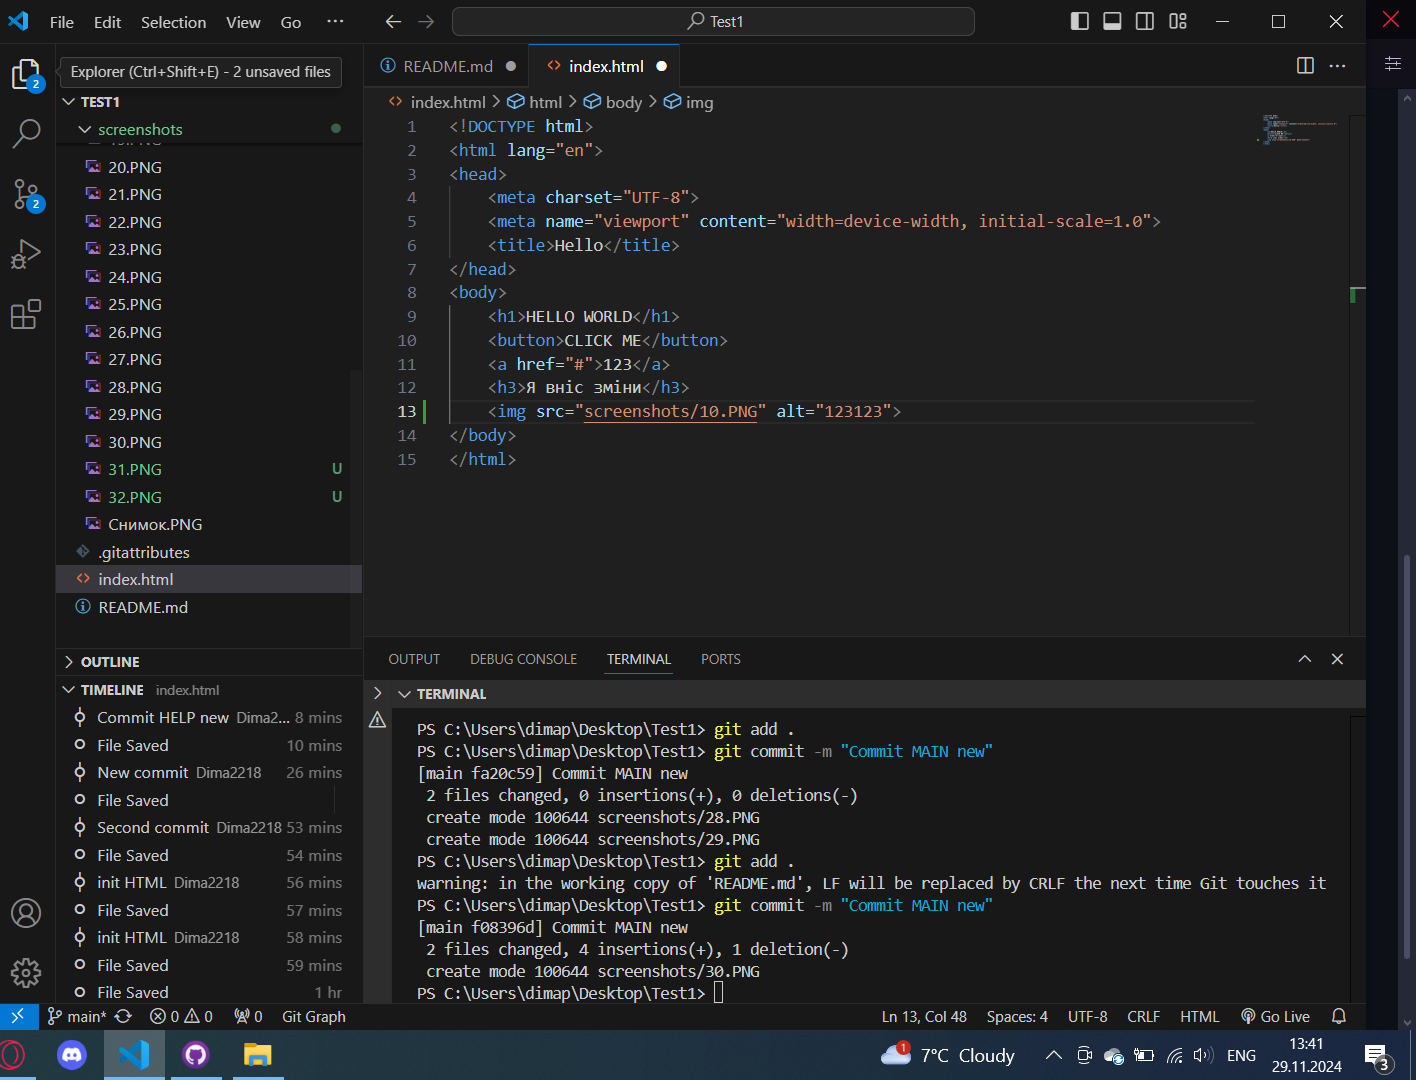 File Edit Selection View Go ··· Test1
Explorer (Ctrl+Shift+E) - 2 unsaved files
2
2
TEST1
screenshots
20.PNG
21.PNG
22.PNG
23.PNG
24.PNG
25.PNG
26.PNG
27.PNG
28.PNG
29.PNG
30.PNG
31.PNG U
32.PNG U
Снимок.PNG
.gitattributes
index.html
README.md
OUTLINE
TIMELINE index.html
Commit HELP new Dima2... 8 mins
File Saved 10 mins
New commit Dima2218 26 mins
File Saved
Second commit Dima2218 53 mins
File Saved 54 mins
init HTML Dima2218 56 mins
File Saved 57 mins
init HTML Dima2218 58 mins
File Saved 59 mins
File Saved 1 hr
README.md index.html
index.html > html > body > img
1 <!DOCTYPE html>
2 <html lang="en">
3 <head>
4 <meta charset="UTF-8">
5 <meta name="viewport" content="width=device-width, initial-scale=1.0">
6 <title>Hello</title>
7 </head>
8 <body>
9 <h1>HELLO WORLD</h1>
10 <button>CLICK ME</button>
11 <a href="#">123</a>
12 <h3>Я вніс зміни</h3>
13 <img src="screenshots/10.PNG" alt="123123">
14 </body>
15 </html>
OUTPUT DEBUG CONSOLE TERMINAL PORTS
TERMINAL
PS C:\Users\dimap\Desktop\Test1> git add .
PS C:\Users\dimap\Desktop\Test1> git commit -m "Commit MAIN new"
[main fa20c59] Commit MAIN new
2 files changed, 0 insertions(+), 0 deletions(-)
create mode 100644 screenshots/28.PNG
create mode 100644 screenshots/29.PNG
PS C:\Users\dimap\Desktop\Test1> git add .
warning: in the working copy of 'README.md', LF will be replaced by CRLF the next time Git touches it
PS C:\Users\dimap\Desktop\Test1> git commit -m "Commit MAIN new"
[main f08396d] Commit MAIN new
2 files changed, 4 insertions(+), 1 deletion(-)
create mode 100644 screenshots/30.PNG
PS C:\Users\dimap\Desktop\Test1>
main* 0 0 0 Git Graph Ln 13, Col 48 Spaces: 4 UTF-8 CRLF HTML Go Live
1 7°C Cloudy ENG 13:41
29.11.2024 3